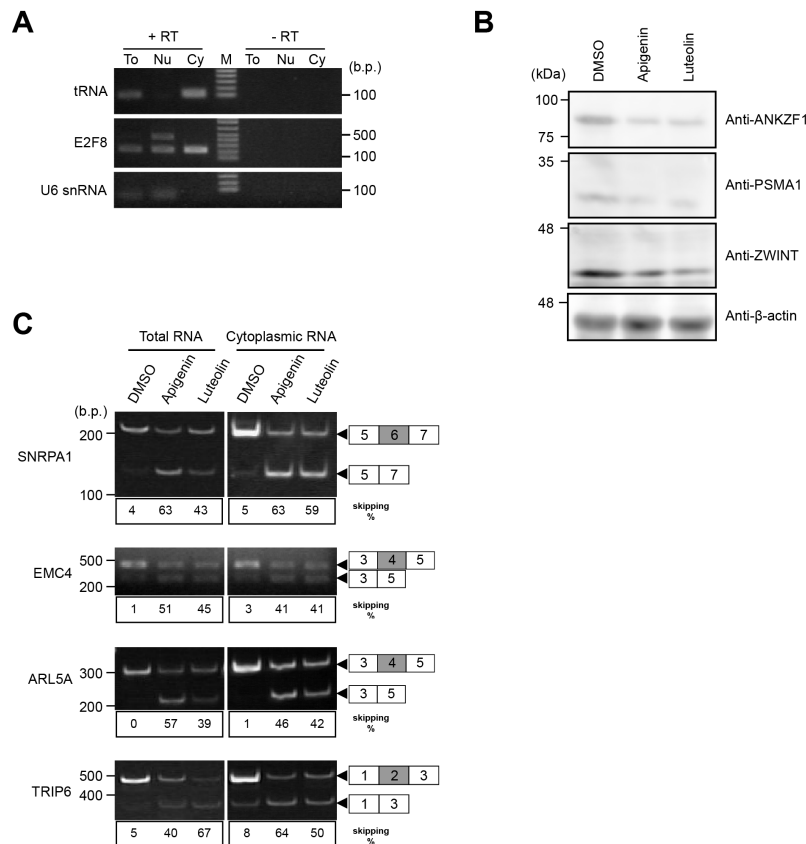 A
+ RT
- RT
To Nu Cy M To Nu Cy
(b.p.)
tRNA
100
E2F8
500
100
U6 snRNA
100
B
DMSO Apigenin Luteolin
(kDa)
100
75
Anti-ANKZF1
35
Anti-PSMA1
48
Anti-ZWINT
48
Anti-β-actin
C
Total RNA Cytoplasmic RNA
DMSO Apigenin Luteolin DMSO Apigenin Luteolin
(b.p.)
SNRPA1
200
100
5 6 7
5 7
4 63 43 5 63 59
skipping
%
EMC4
500
200
3 4 5
3 5
1 51 45 3 41 41
skipping
%
ARL5A
300
200
3 4 5
3 5
0 57 39 1 46 42
skipping
%
TRIP6
500
400
1 2 3
1 3
5 40 67 8 64 50
skipping
%